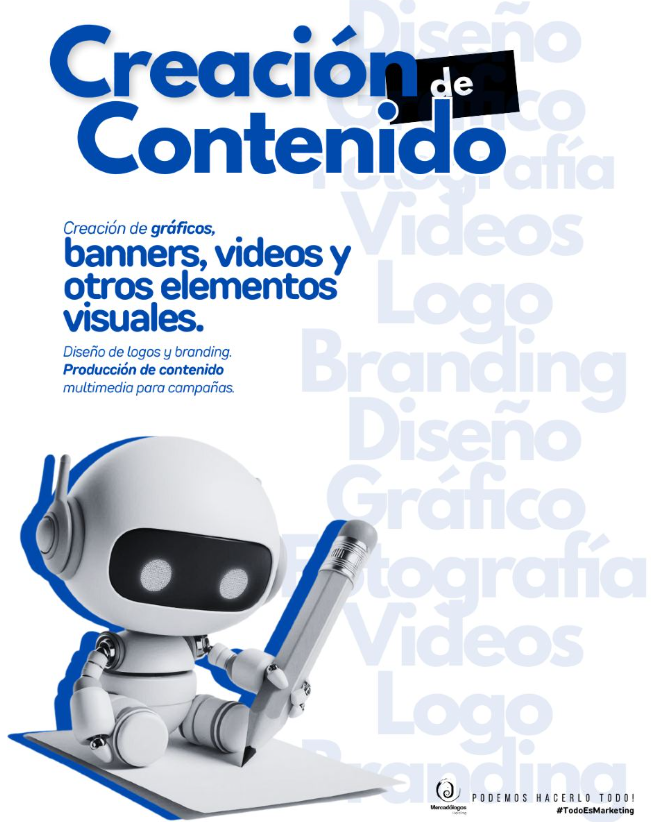 Creación
de
Contenido
Creación de gráficos,
banners, videos y
otros elementos
visuales.
Diseño de logos y branding.
Producción de contenido
multimedia para campañas.
Diseño
Gráfico
Fotografía
Videos
Logo
Branding
Diseño
Gráfico
Fotografía
Videos
Logo
Branding
Mercadólogos
PODEMOS HACERLO TODO!
#TodoEsMarketing